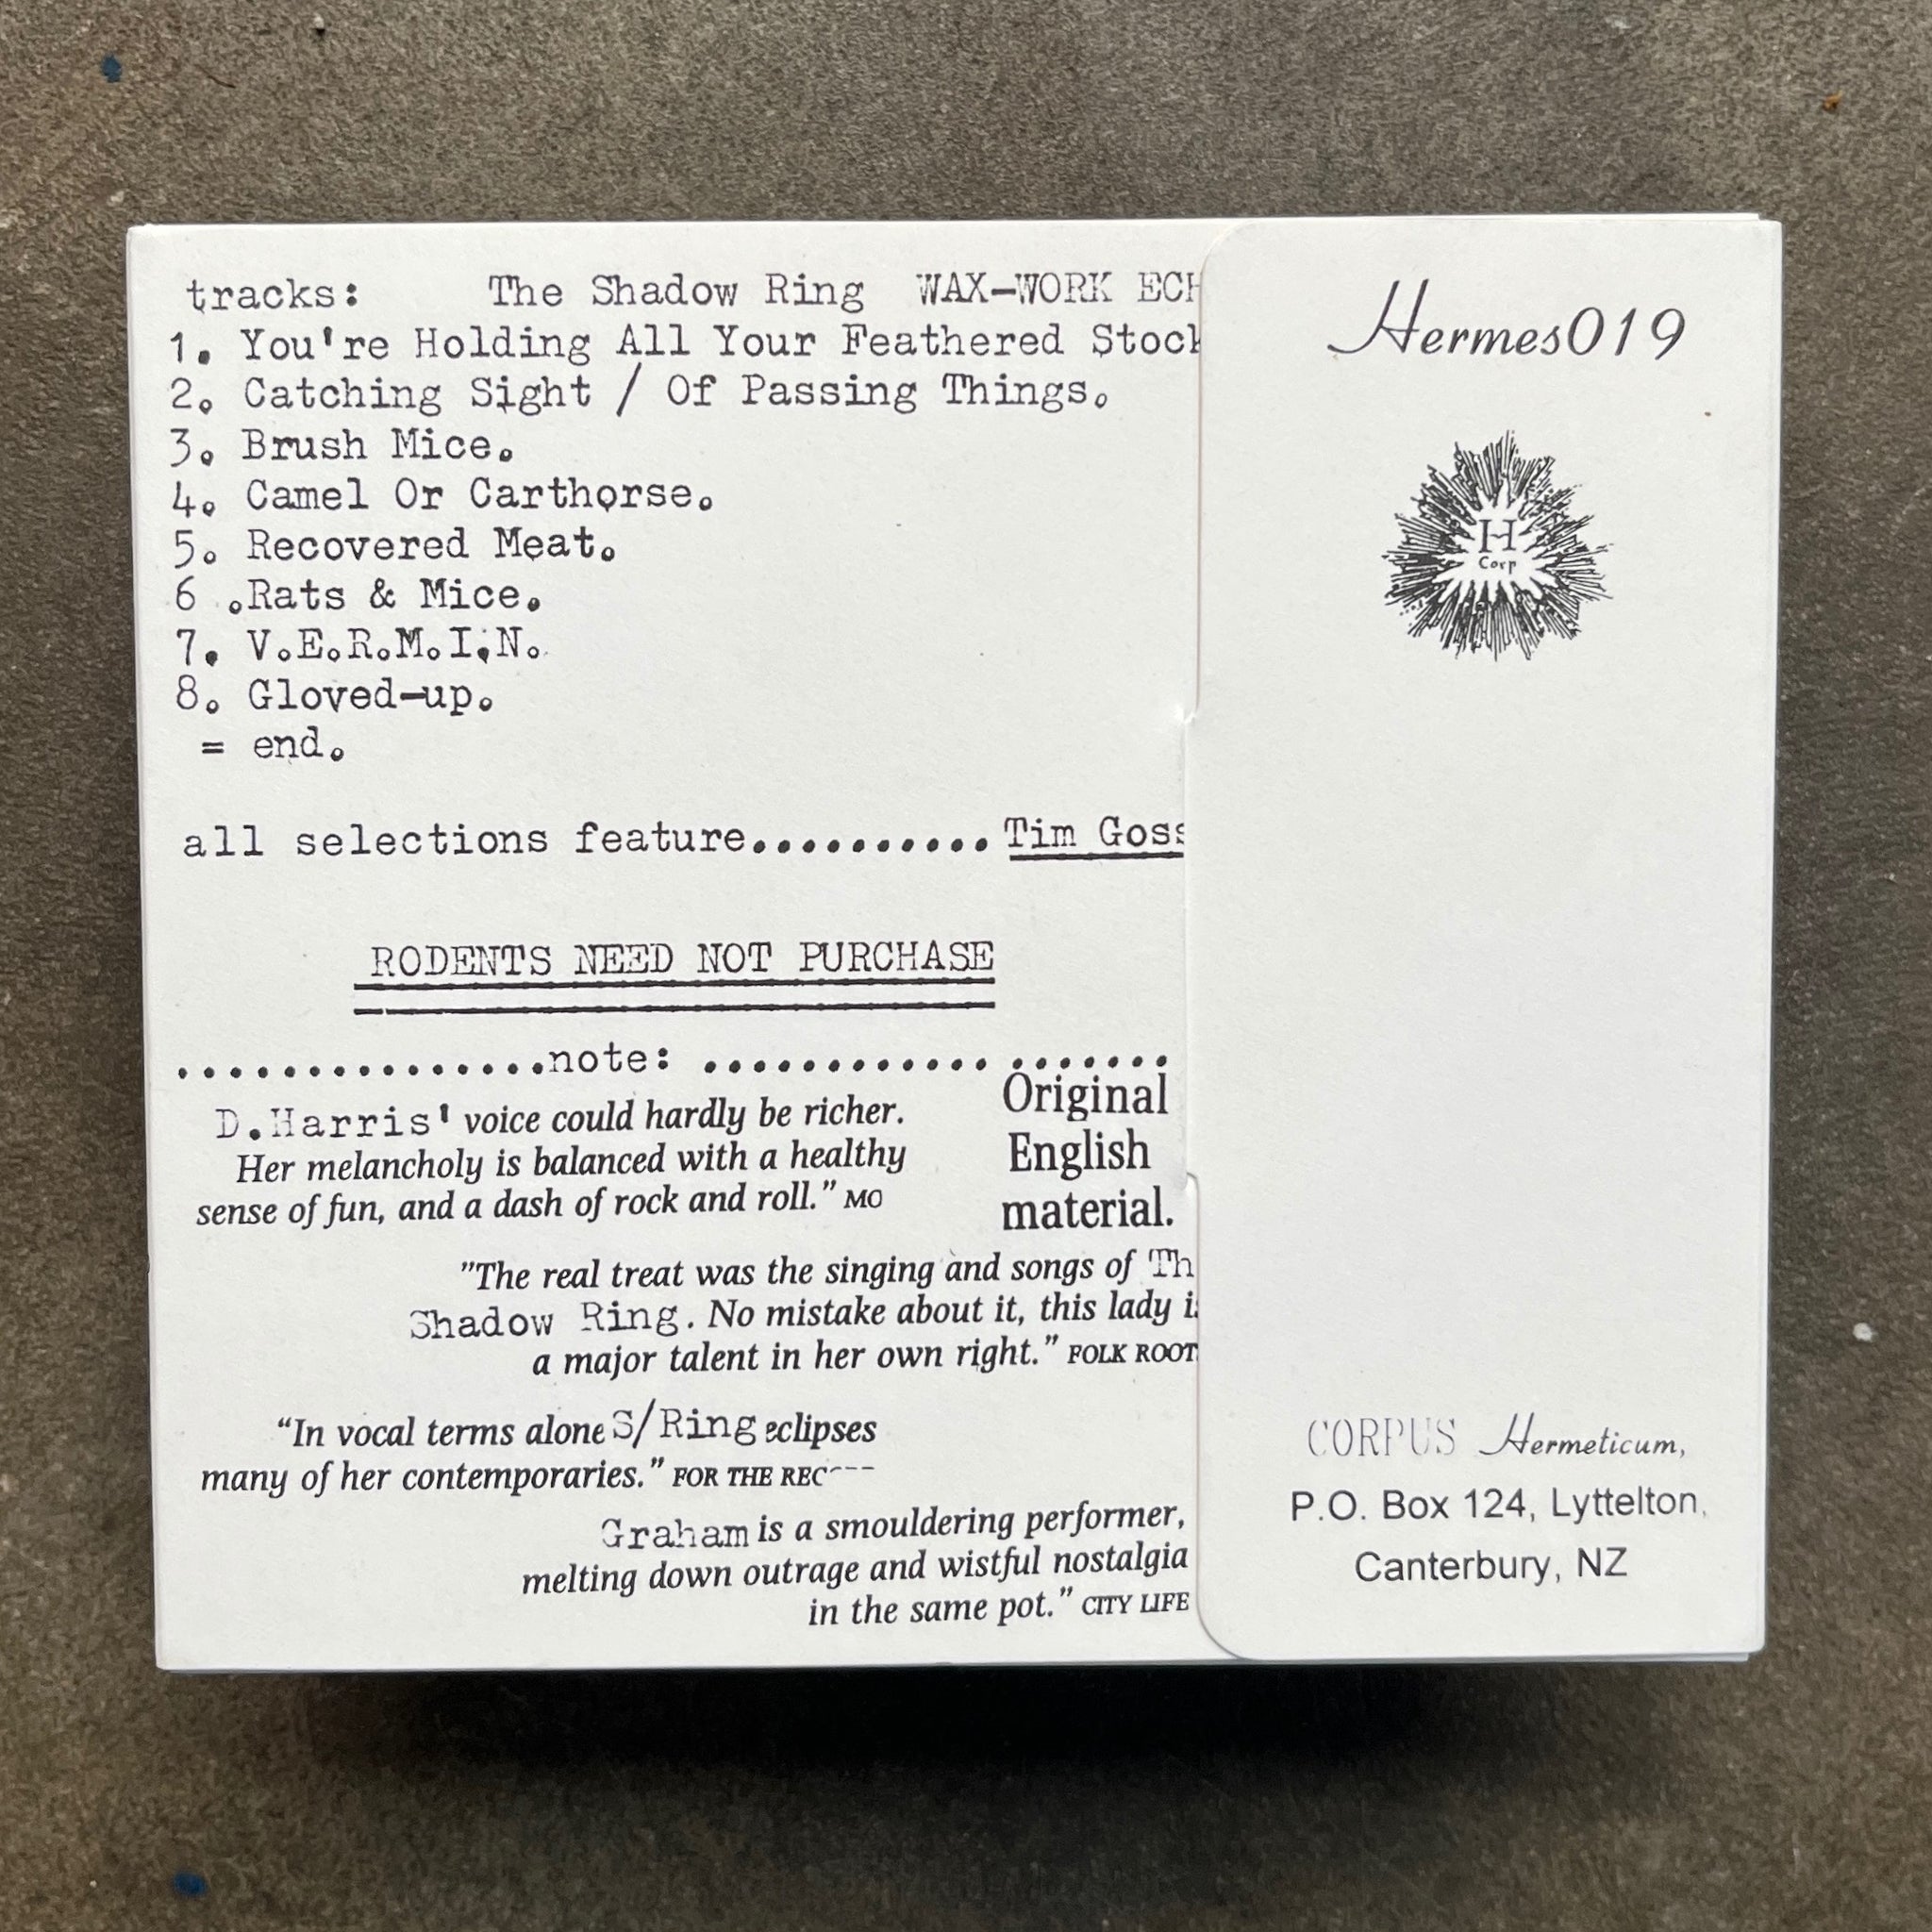 tracks: The Shadow Ring WAX-WORK
1. You're Holding All Your Feathered
2. Catching Sight / Of Passing Things.
3. Brush Mice.
4. Camel Or Carthorse.
5. Recovered Meat.
6 .Rats & Mice.
7. V.E.R.M.I.N.
8. Gloved-up.
= end.
all selections feature..........Tim
RODENTS NEED NOT PURCHASE
...............note: ...................
D.Harris' voice could hardly be richer.
Her melancholy is balanced with a healthy
sense of fun, and a dash of rock and roll." MO
Original
English
material.
"The real treat was the singing and songs of
Shadow Ring. No mistake about it, this lady
a major talent in her own right." FOLK
"In vocal terms alone S/Ring eclipses
many of her contemporaries." FOR THE REC---
Graham is a smouldering performer,
melting down outrage and wistful nostalgia
in the same pot." CITY LIFE
Hermes019
H
Corp
CORPUS Hermeticum,
P.O. Box 124, Lyttelton,
Canterbury, NZ